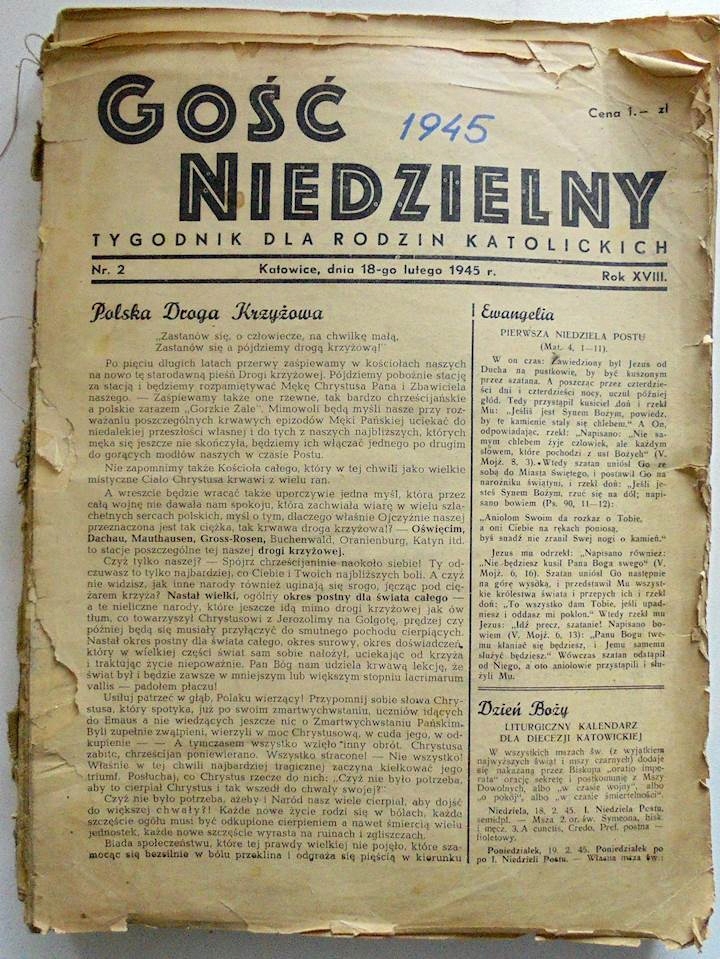 GOŚĆ
1945
Cena 1.— zł
NIEDZIELNY
TYGODNIK DLA RODZIN KATOLICKICH
Nr. 2
Katowice, dnia 18-go lutego 1945 r.
Rok XVIII.
Polska Droga Krzyżowa
„Zastanów się, o człowiecze, na chwilkę małą,
Zastanów się a pójdziemy drogą krzyżową!"
Po pięciu długich latach przerwy zaśpiewamy w kościołach naszych
na nowo tę starodawną pieśń Drogi krzyżowej. Pójdziemy pobożnie stację
za stacją i będziemy rozpamiętywać Mękę Chrystusa Pana i Zbawiciela
naszego. — Zaśpiewamy także one rzewne, tak bardzo chrześcijańskie
a polskie zarazem „Gorzkie Żale". Mimowoli będą myśli nasze przy roz-
ważaniu poszczególnych krwawych epizodów Męki Pańskiej uciekać do
niedalekiej przeszłości własnej i do tych z naszych najbliższych, których
męka się jeszcze nie skończyła, będziemy ich włączać jednego po drugim
do gorących modłów naszych w czasie Postu.
Nie zapomnimy także Kościoła całego, który w tej chwili jako wielkie
mistyczne Ciało Chrystusa krwawi z wielu ran.
A wreszcie będzie wracać także uporczywie jedna myśl, która przez
całą wojnę nie dawała nam spokoju, która zachwiała wiarę w wielu szla-
chetnych sercach polskich, myśl o tym, dlaczego właśnie Ojczyźnie naszej
przeznaczona jest tak ciężka, tak krwawa droga krzyżowa!? — Oświęcim,
Dachau, Mauthausen, Gross-Rosen, Buchenwald, Oranienburg, Katyn itd.
to stacje poszczególne tej naszej drogi krzyżowej.
Czyż tylko naszej? — Spójrz chrześcijaninie naokoło siebie! Ty od-
czuwasz to tylko najbardziej, co Ciebie i Twoich najbliższych boli. A czyż
nie widzisz, jak inne narody również uginają się srogo, jęcząc pod cię-
żarem krzyża? Nastał wielki, ogólny okres postny dla świata całego —
a te nieliczne narody, które jeszcze idą mimo drogi krzyżowej jak ów
tłum, co towarzyszył Chrystusowi z Jerozolimy na Golgotę, prędzej czy
później będą się musiały przyłączyć do smutnego pochodu cierpiących.
Nastał okres postny dla świata całego, okres surowy, okres doświadczeń,
który w wielkiej części świat sam sobie nałożył, uciekając od krzyża
i traktując życie niepoważnie. Pan Bóg nam udziela krwawą lekcję, że
świat był i będzie zawsze w mniejszym lub większym stopniu lacrimarum
vallis — padołem płaczu!
Usiłuj patrzeć w głąb, Polaku wierzący! Przypomnij sobie słowa Chry-
stusa, który spotyka, już po swoim zmartwychwstaniu, uczniów idących
do Emaus a nie wiedzących jeszcze nic o Zmartwychwstaniu Pańskim.
Byli zupełnie zwątpieni, wierzyli w moc Chrystusową, w cuda jego, w od-
kupienie — — A tymczasem wszystko wzięło inny obrót. Chrystusa
zabito, chrześcijan poniewierano. Wszystko stracone! — Nie wszystko!
Właśnie w tej chwili najbardziej tragicznej zaczyna kiełkować jego
triumf. Posłuchaj, co Chrystus rzecze do nich: „Czyż nie było potrzeba,
aby to cierpiał Chrystus i tak wszedł do chwały swojej?"
Czyż nie było potrzeba, ażeby i Naród nasz wiele cierpiał, aby dojść
do większej chwały?! Każde nowe życie rodzi się w bólach, każde
szczęście ogółu musi być odkupione cierpieniem a nawet śmiercią wielu
jednostek, każde nowe szczęście wyrasta na ruinach i zgliszczach.
Biada społeczeństwu, które tej prawdy wielkiej nie pojęło, które sza-
mocąc się bezsilnie w bólu przeklina i odgraża się pięścią w kierunku
Ewangelia
PIERWSZA NIEDZIELA POSTU
(Mat. 4, 1—11).
W on czas: Zawiedziony był Jezus od
Ducha na pustkowie, by być kuszonym
przez szatana. A poszcząc przez czterdzie-
ści dni i czterdzieści nocy, uczuł później
głód. Tedy przystąpił kusiciel doń i rzekł
Mu: „Jeśliś jest Synem Bożym, powiedz,
by te kamienie stały się chlebem." A On,
odpowiadając, rzekł: „Napisano: „Nie sa-
mym chlebem żyje człowiek, ale każdym
słowem, które pochodzi z ust Bożych" (V.
Mojż. 8, 3). Wtedy szatan uniósł Go ze
sobą do Miasta Świętego, i postawił Go na
narożniku świątyni, i rzekł doń: „Jeśli je-
steś Synem Bożym, rzuć się na dół; napi-
sano bowiem (Ps. 90, 11—12):
„Aniołom Swoim da rozkaz o Tobie,
a oni Ciebie na rękach poniosą,
byś snadź nie zranił Swej nogi o kamień."
Jezus mu odrzekł: „Napisano również:
„Nie będziesz kusił Pana Boga swego" (V.
Mojż. 6, 16). Szatan uniósł Go następnie
na zdrę wysoką, i przedstawił Mu wszyst-
kie królestwa świata i przepych ich i rzekł
doń: „To wszystko dam Tobie, jeśli upad-
niesz i oddasz mi pokłon." Wtedy rzekł mu
Jezus: „Idź precz, szatanie! Napisano bo-
wiem (V. Mojż. 6, 13): „Panu Bogu twe-
mu kłaniać się będziesz, i Jemu samemu
służyć będziesz." Wówczas szatan odstąpił
od Niego, a oto aniołowie przystąpili i słu-
żyli Mu.
Dzień Boży
LITURGICZNY KALENDARZ
DLA DIECEZJI KATOWICKIEJ
W wszystkich mszach św. (z wyjątkiem
najwyższych świat i mszy czarnych) dodaje
się nakazaną przez Biskupa „oratio impe-
rata" orację sekretę i postkomunię z Mszy
Dowolnych, albo „w czasie wojny", albo
„o pokój", albo „w czasie śmiertelności".
Niedziela, 18. 2. 45. I. Niedziela Postu,
semidpl. — Msza 2. or. św. Symeona, bisk.
i męcz. 3. A cunctis, Credo, Pref. postna —
fioletowy.
Poniedziałek, 19. 2. 45. Poniedziałek po
po I. Niedzieli Postu. — Własna msza św.: